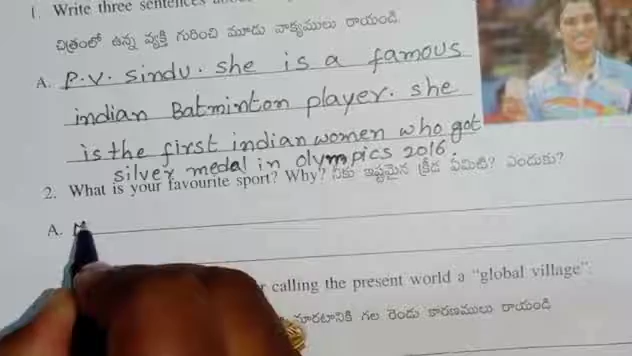 1. Write three sentences
చిత్రంలో ఉన్న వ్యక్తి గురించి మూడు వాక్యములు రాయండి.
A. P.V. Sindu. she is a famous
indian Batminton player. she
is the first indian women who got
silver medal in olympics 2016.
2. What is your favourite sport? Why? నీకు ఇష్టమైన క్రీడ ఏమిటి? ఎందుకు?
A. M
calling the present world a "global village".
మారటానికి గల రెండు కారణములు రాయండి